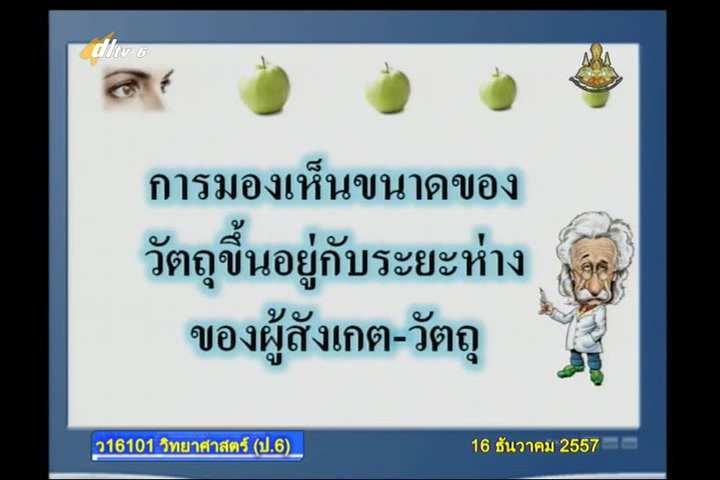 dltv 6
การมองเห็นขนาดของ
วัตถุขึ้นอยู่กับระยะห่าง
ของผู้สังเกต-วัตถุ
ว16101 วิทยาศาสตร์ (ป.6)
16 ธันวาคม 2557